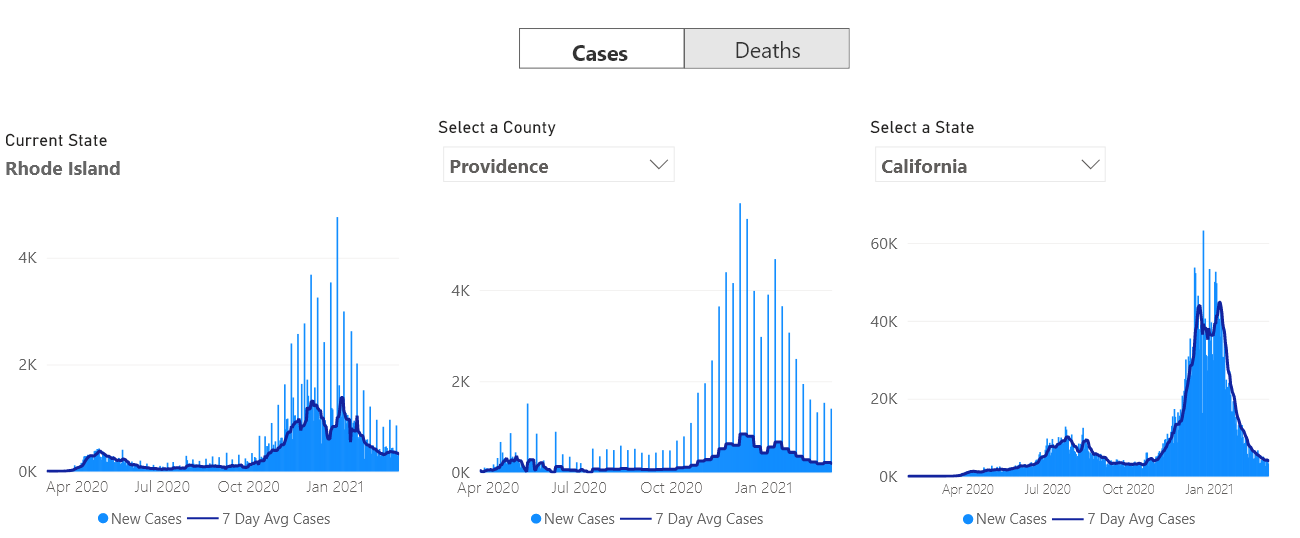 Cases Deaths
Current State
Rhode Island
4K
2K
0K
Apr 2020 Jul 2020 Oct 2020 Jan 2021
New Cases 7 Day Avg Cases
Select a County
Providence
4K
2K
0K
Apr 2020 Jul 2020 Oct 2020 Jan 2021
New Cases 7 Day Avg Cases
Select a State
California
60K
40K
20K
0K
Apr 2020 Jul 2020 Oct 2020 Jan 2021
New Cases 7 Day Avg Cases